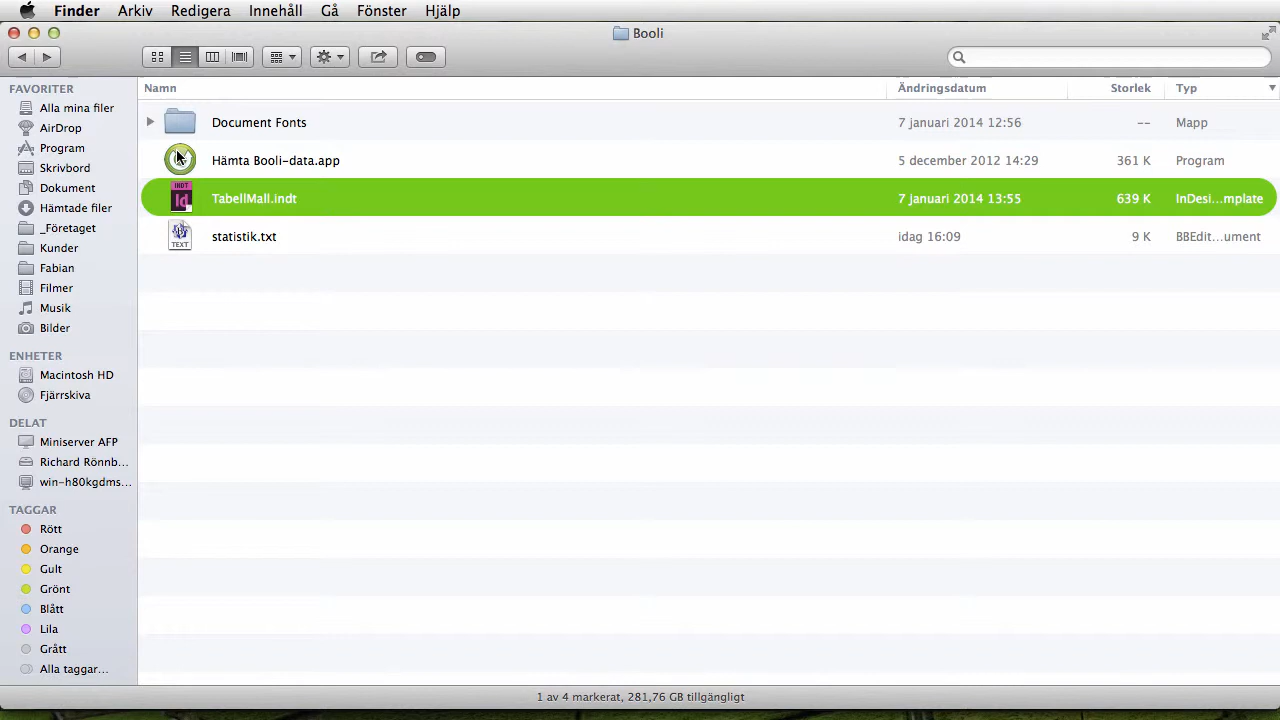 Finder Arkiv Redigera Innehåll Gå Fönster Hjälp
Booli
FAVORITER
Alla mina filer
AirDrop
Program
Skrivbord
Dokument
Hämtade filer
_Företaget
Kunder
Fabian
Filmer
Musik
Bilder
ENHETER
Macintosh HD
Fjärrskiva
DELAT
Miniserver AFP
Richard Rönnb...
win-h80kgdms...
TAGGAR
Rött
Orange
Gult
Grönt
Blått
Lila
Grått
Alla taggar...
Namn Ändringsdatum Storlek Typ
Document Fonts 7 januari 2014 12:56 -- Mapp
Hämta Booli-data.app 5 december 2012 14:29 361 K Program
INDT
Id
TabellMall.indt 7 januari 2014 13:55 639 K InDesi...mplate
TEXT
statistik.txt idag 16:09 9 K BBEdit...ument
1 av 4 markerat, 281,76 GB tillgängligt